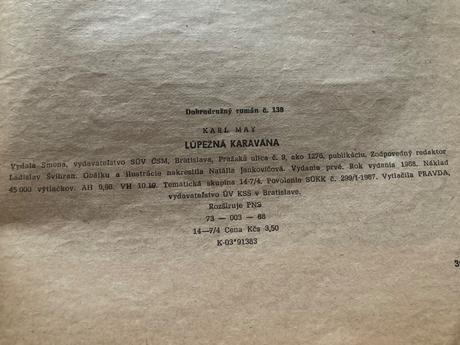 Dobrodružný román č. 138
KARL MAY
LÚPEŽNÁ KARAVÁNA
Vydala Smena, vydavateľstvo SÚV ČSM, Bratislava, Pražská ulica č. 9, ako 1276. publikáciu. Zodpovedný redaktor
Ladislav Švihran. Obálku a ilustrácie nakreslila Natália Jankovičová. Vydanie prvé. Rok vydania 1968. Náklad
45 000 výtlačkov. AH 9,60. VH 10.10. Tematická skupina 14-7/4. Povolenie SÚKK č. 299/I-1967. Vytlačila PRAVDA,
vydavateľstvo ÚV KSS v Bratislave.
Rozširuje PNS
73 — 003 — 68
14—7/4 Cena Kčs 3,50
K-03*91383